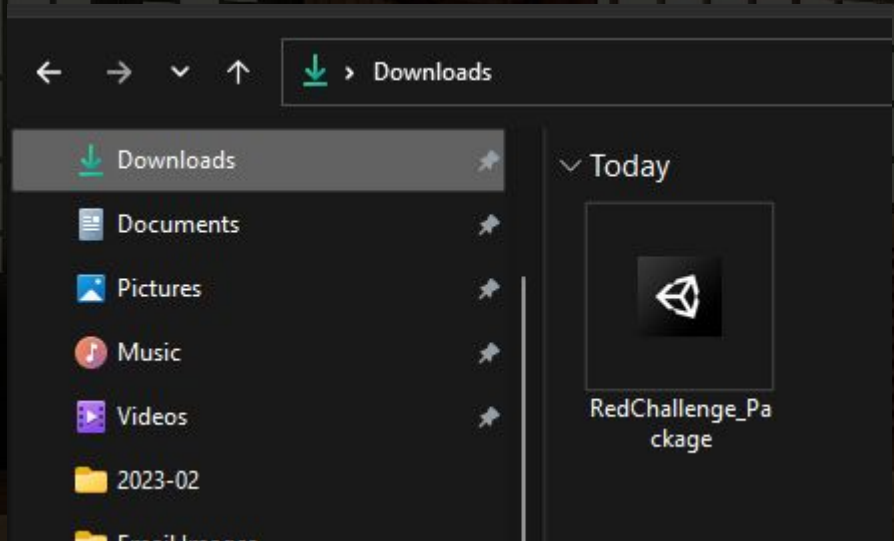 Downloads
Downloads
Documents
Pictures
Music
Videos
2023-02
Today
RedChallenge_Pa
ckage